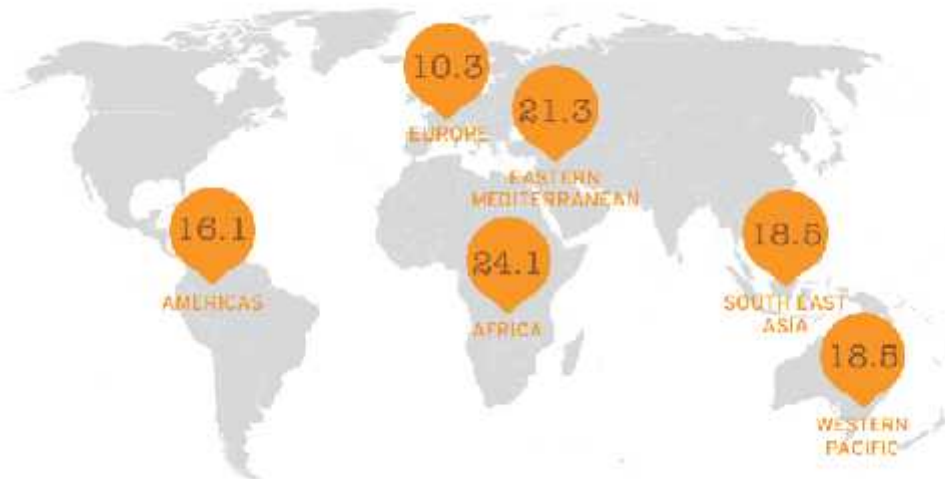 10.3
EUROPE
21.3
EASTERN
MEDITERRANEAN
16.1
AMERICAS
24.1
AFRICA
18.5
SOUTH EAST
ASIA
18.5
WESTERN
PACIFIC